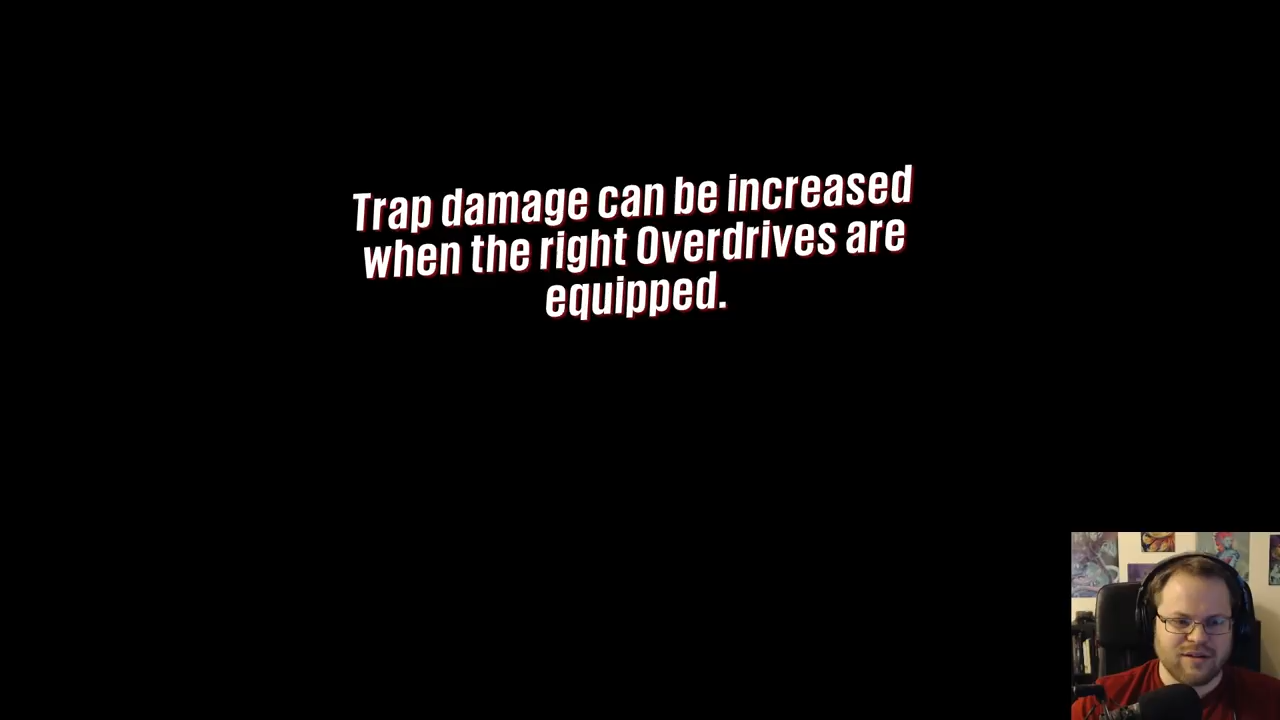 Trap damage can be increased
when the right Overdrives are
equipped.